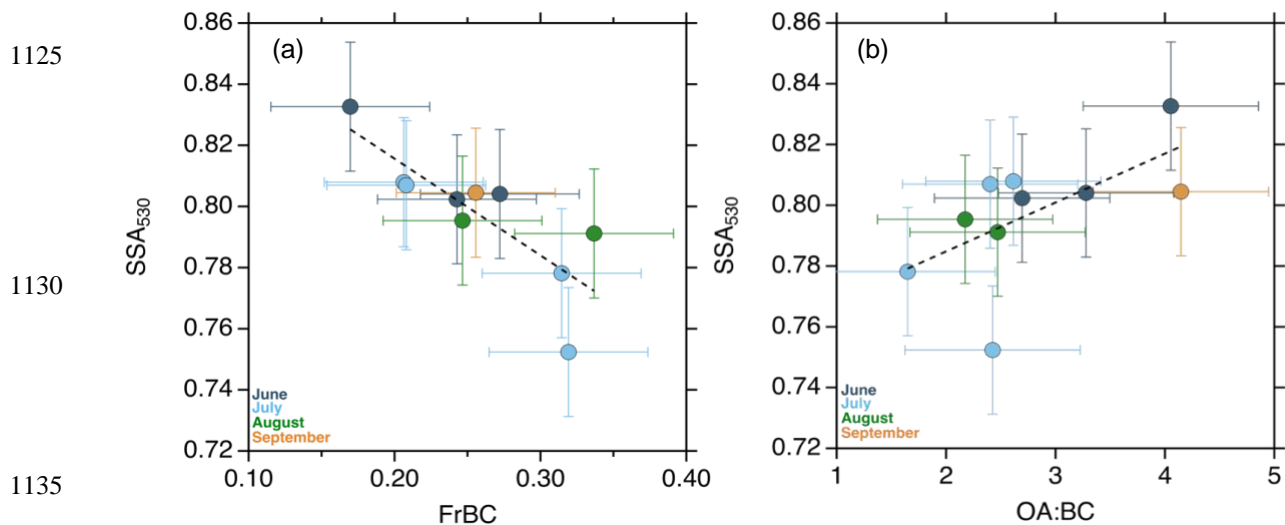 1125
1130
1135
(a)
0.86
0.84
0.82
0.80
0.78
0.76
0.74
0.72
SSA530
June
July
August
September
0.10
0.20
0.30
0.40
FrBC
(b)
0.86
0.84
0.82
0.80
0.78
0.76
0.74
0.72
SSA530
June
July
August
September
1
2
3
4
5
OA:BC